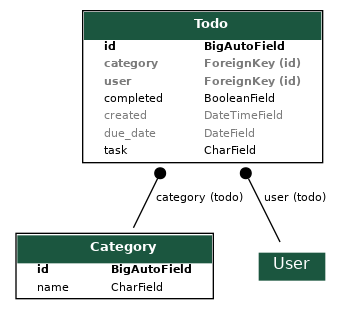 Todo
id BigAutoField
category ForeignKey (id)
user ForeignKey (id)
completed BooleanField
created DateTimeField
due_date DateField
task CharField
category (todo) user (todo)
Category
id BigAutoField
name CharField
User